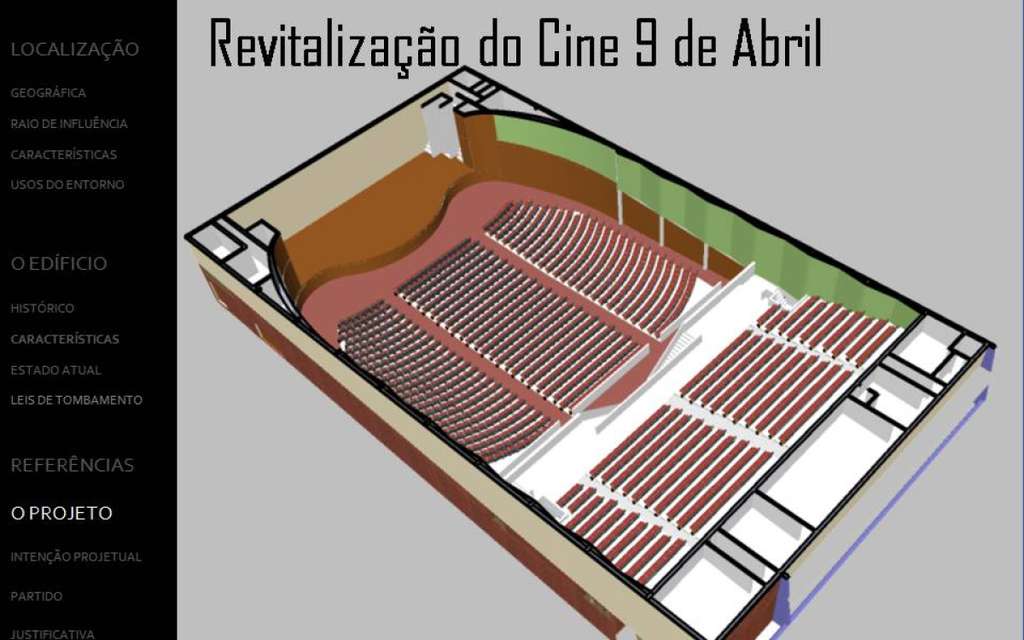 Revitalização do Cine 9 de Abril
LOCALIZAÇÃO
GEOGRÁFICA
RAIO DE INFLUÊNCIA
CARACTERÍSTICAS
USOS DO ENTORNO
O EDÍFICIO
HISTÓRICO
CARACTERÍSTICAS
ESTADO ATUAL
LEIS DE TOMBAMENTO
REFERÊNCIAS
O PROJETO
INTENÇÃO PROJETUAL
PARTIDO
JUSTIFICATIVA